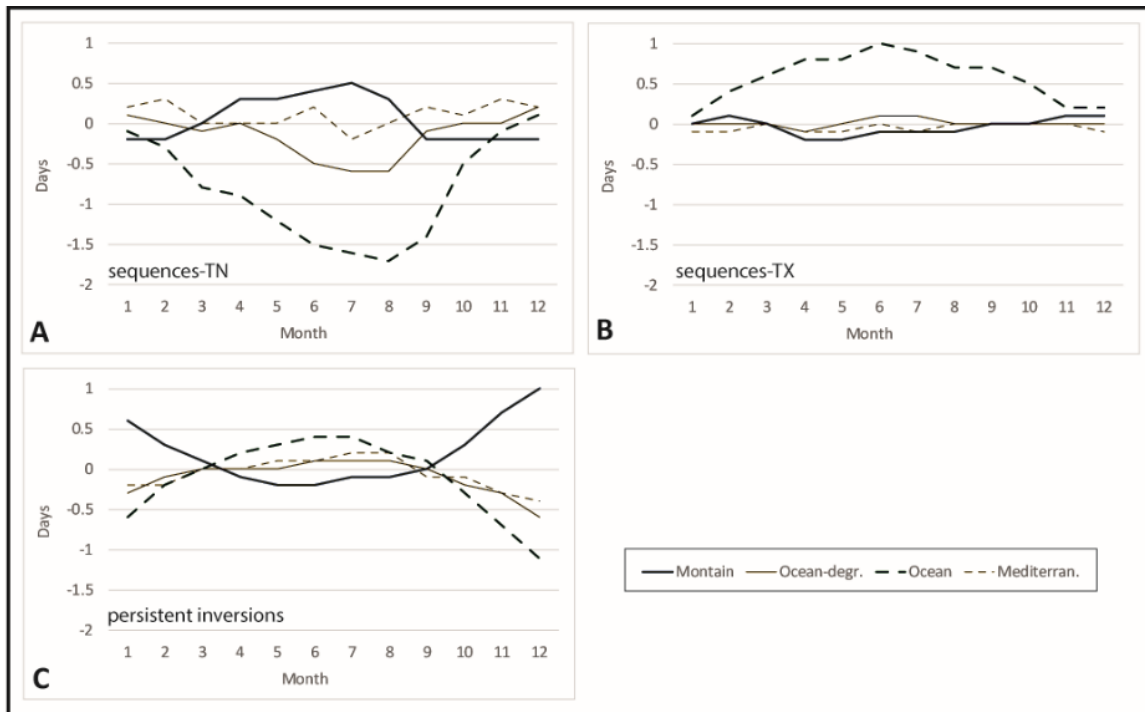 1
0.5
0
-0.5
-1
-1.5
-2
Days
sequences-TN
1 2 3 4 5 6 7 8 9 10 11 12
Month
A
1
0.5
0
-0.5
-1
-1.5
-2
Days
sequences-TX
1 2 3 4 5 6 7 8 9 10 11 12
Month
B
1
0.5
0
-0.5
-1
-1.5
-2
Days
persistent inversions
1 2 3 4 5 6 7 8 9 10 11 12
Month
C
Montain Ocean-degr. Ocean Mediterran.